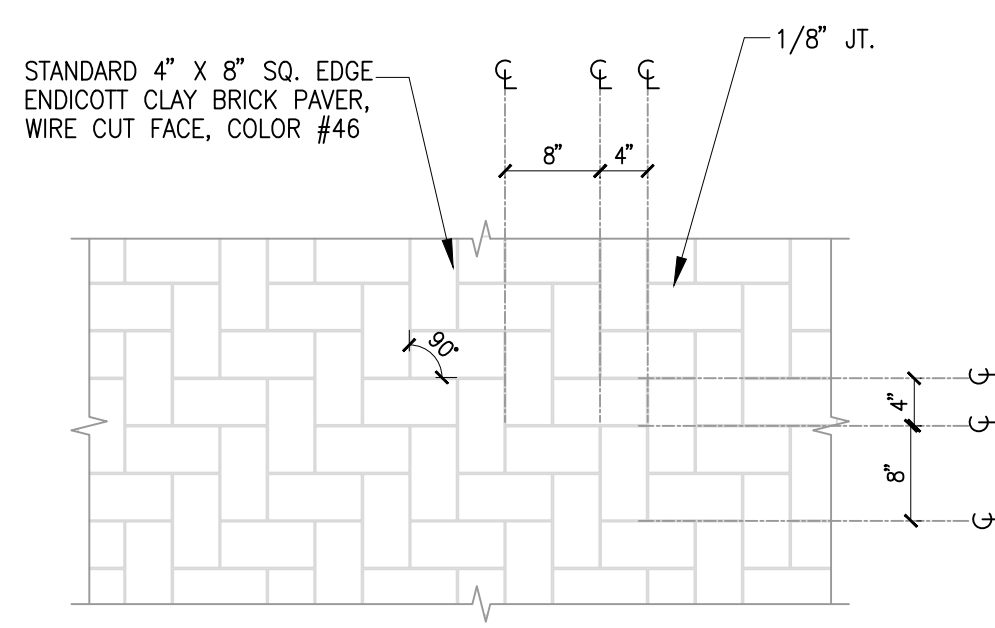 1/8" JT.
STANDARD 4" X 8" SQ. EDGE
ENDICOTT CLAY BRICK PAVER,
WIRE CUT FACE, COLOR #46
℄ ℄ ℄
8" 4"
90°
℄
4"
℄
8"
℄